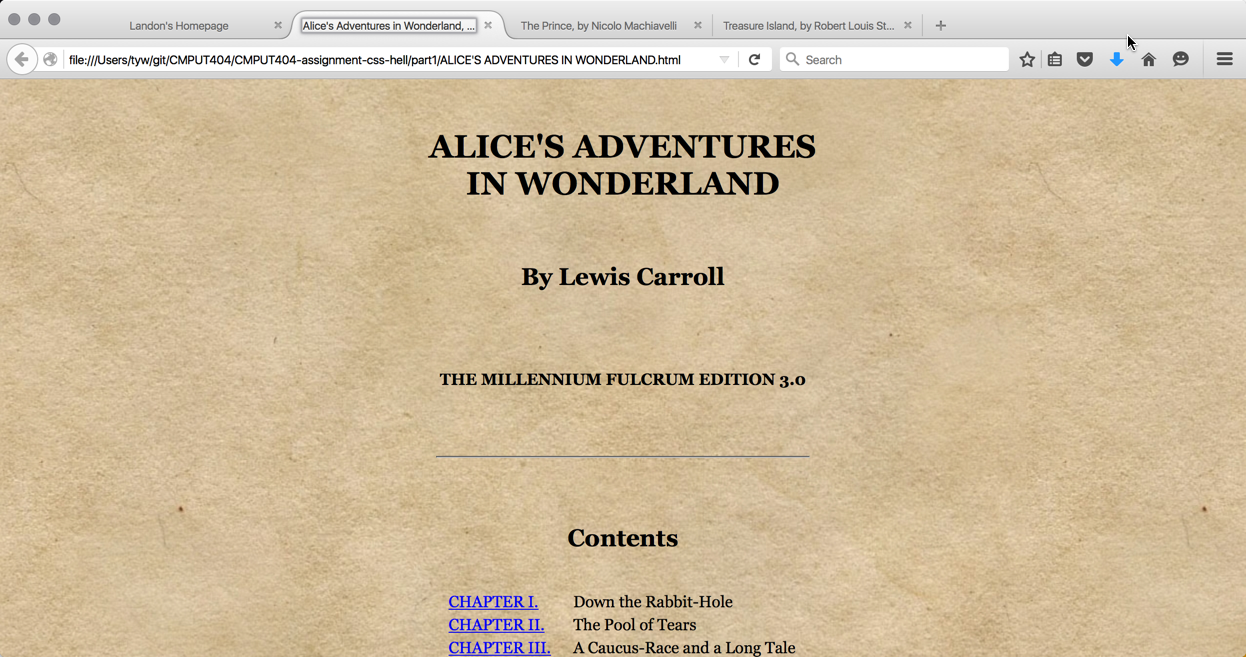 Landon's Homepage
Alice's Adventures in Wonderland, ...
The Prince, by Nicolo Machiavelli
Treasure Island, by Robert Louis St...
file:///Users/tyw/git/CMPUT404/CMPUT404-assignment-css-hell/part1/ALICE'S ADVENTURES IN WONDERLAND.html
Search
ALICE'S ADVENTURES
IN WONDERLAND
By Lewis Carroll
THE MILLENNIUM FULCRUM EDITION 3.0
Contents
CHAPTER I. Down the Rabbit-Hole
CHAPTER II. The Pool of Tears
CHAPTER III. A Caucus-Race and a Long Tale